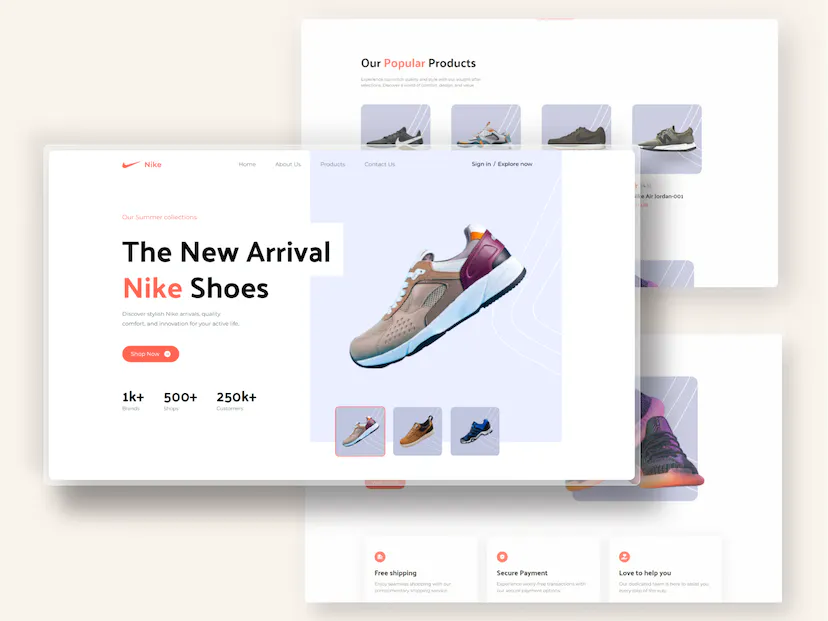 Our Popular Products
Experience top-notch quality and style with our sought-after
selections. Discover a world of comfort, design, and value
Nike
Home
About Us
Products
Contact Us
Sign in / Explore now
Our Summer collections
The New Arrival
Nike Shoes
Discover stylish Nike arrivals, quality
comfort, and innovation for your active life.
Shop Now
1k+
Brands
500+
Shops
250k+
Customers
ike Air Jordan-001
Free shipping
Enjoy seamless shopping with our
complimentary shipping service.
Secure Payment
Experience worry-free transactions with
our secure payment options.
Love to help you
Our dedicated team is here to assist you
every step of the way.